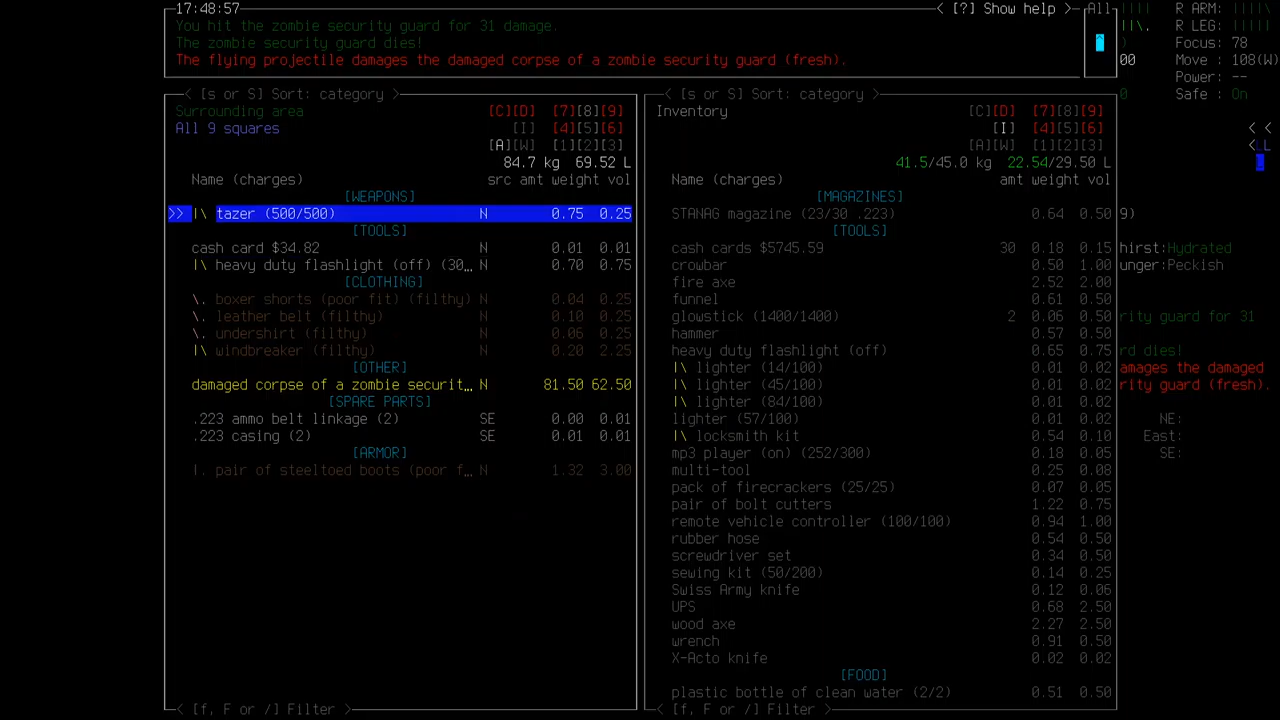 17:48:57
< [?] Show help >
All
You hit the zombie security guard for 31 damage.
The zombie security guard dies!
The flying projectile damages the damaged corpse of a zombie security guard (fresh).
^
< [s or S] Sort: category >
Surrounding area [C][D] [7][8][9]
All 9 squares [I] [4][5][6]
[A][W] [1][2][3]
84.7 kg 69.52 L
Name (charges) src amt weight vol
[WEAPONS]
>> |\ tazer (500/500) N 0.75 0.25
[TOOLS]
cash card $34.82 N 0.01 0.01
|\ heavy duty flashlight (off) (30… N 0.70 0.75
[CLOTHING]
\. boxer shorts (poor fit) (filthy) N 0.04 0.25
\. leather belt (filthy) N 0.10 0.25
\. undershirt (filthy) N 0.06 0.25
|\ windbreaker (filthy) N 0.20 2.25
[OTHER]
damaged corpse of a zombie securit… N 81.50 62.50
[SPARE PARTS]
.223 ammo belt linkage (2) SE 0.00 0.01
.223 casing (2) SE 0.01 0.01
[ARMOR]
|. pair of steeltoed boots (poor f… N 1.32 3.00
< [f, F or /] Filter >
< [s or S] Sort: category >
Inventory [C][D] [7][8][9]
[I] [4][5][6]
[A][W] [1][2][3]
41.5/45.0 kg 22.54/29.50 L
Name (charges) amt weight vol
[MAGAZINES]
STANAG magazine (23/30 .223) 0.64 0.50
[TOOLS]
cash cards $5745.59 30 0.18 0.15
crowbar 0.50 1.00
fire axe 2.52 2.00
funnel 0.61 0.50
glowstick (1400/1400) 2 0.06 0.50
hammer 0.57 0.50
heavy duty flashlight (off) 0.65 0.75
|\ lighter (14/100) 0.01 0.02
|\ lighter (45/100) 0.01 0.02
|\ lighter (84/100) 0.01 0.02
lighter (57/100) 0.01 0.02
|\ locksmith kit 0.54 0.10
mp3 player (on) (252/300) 0.18 0.05
multi-tool 0.25 0.08
pack of firecrackers (25/25) 0.07 0.05
pair of bolt cutters 1.22 0.75
remote vehicle controller (100/100) 0.94 1.00
rubber hose 0.54 0.50
screwdriver set 0.34 0.50
sewing kit (50/200) 0.14 0.25
Swiss Army knife 0.12 0.06
UPS 0.68 2.50
wood axe 2.27 2.50
wrench 0.91 0.50
X-Acto knife 0.02 0.02
[FOOD]
plastic bottle of clean water (2/2) 0.51 0.50
< [f, F or /] Filter >
|||| R ARM: ||||\
||\. R LEG: |||||
) Focus: 78
00 Move : 108(W)
Power: --
0 Safe : On
< <
< L
L
9)
hirst:Hydrated
unger:Peckish
rity guard for 31
rd dies!
amages the damaged
rity guard (fresh).
NE:
East:
SE: